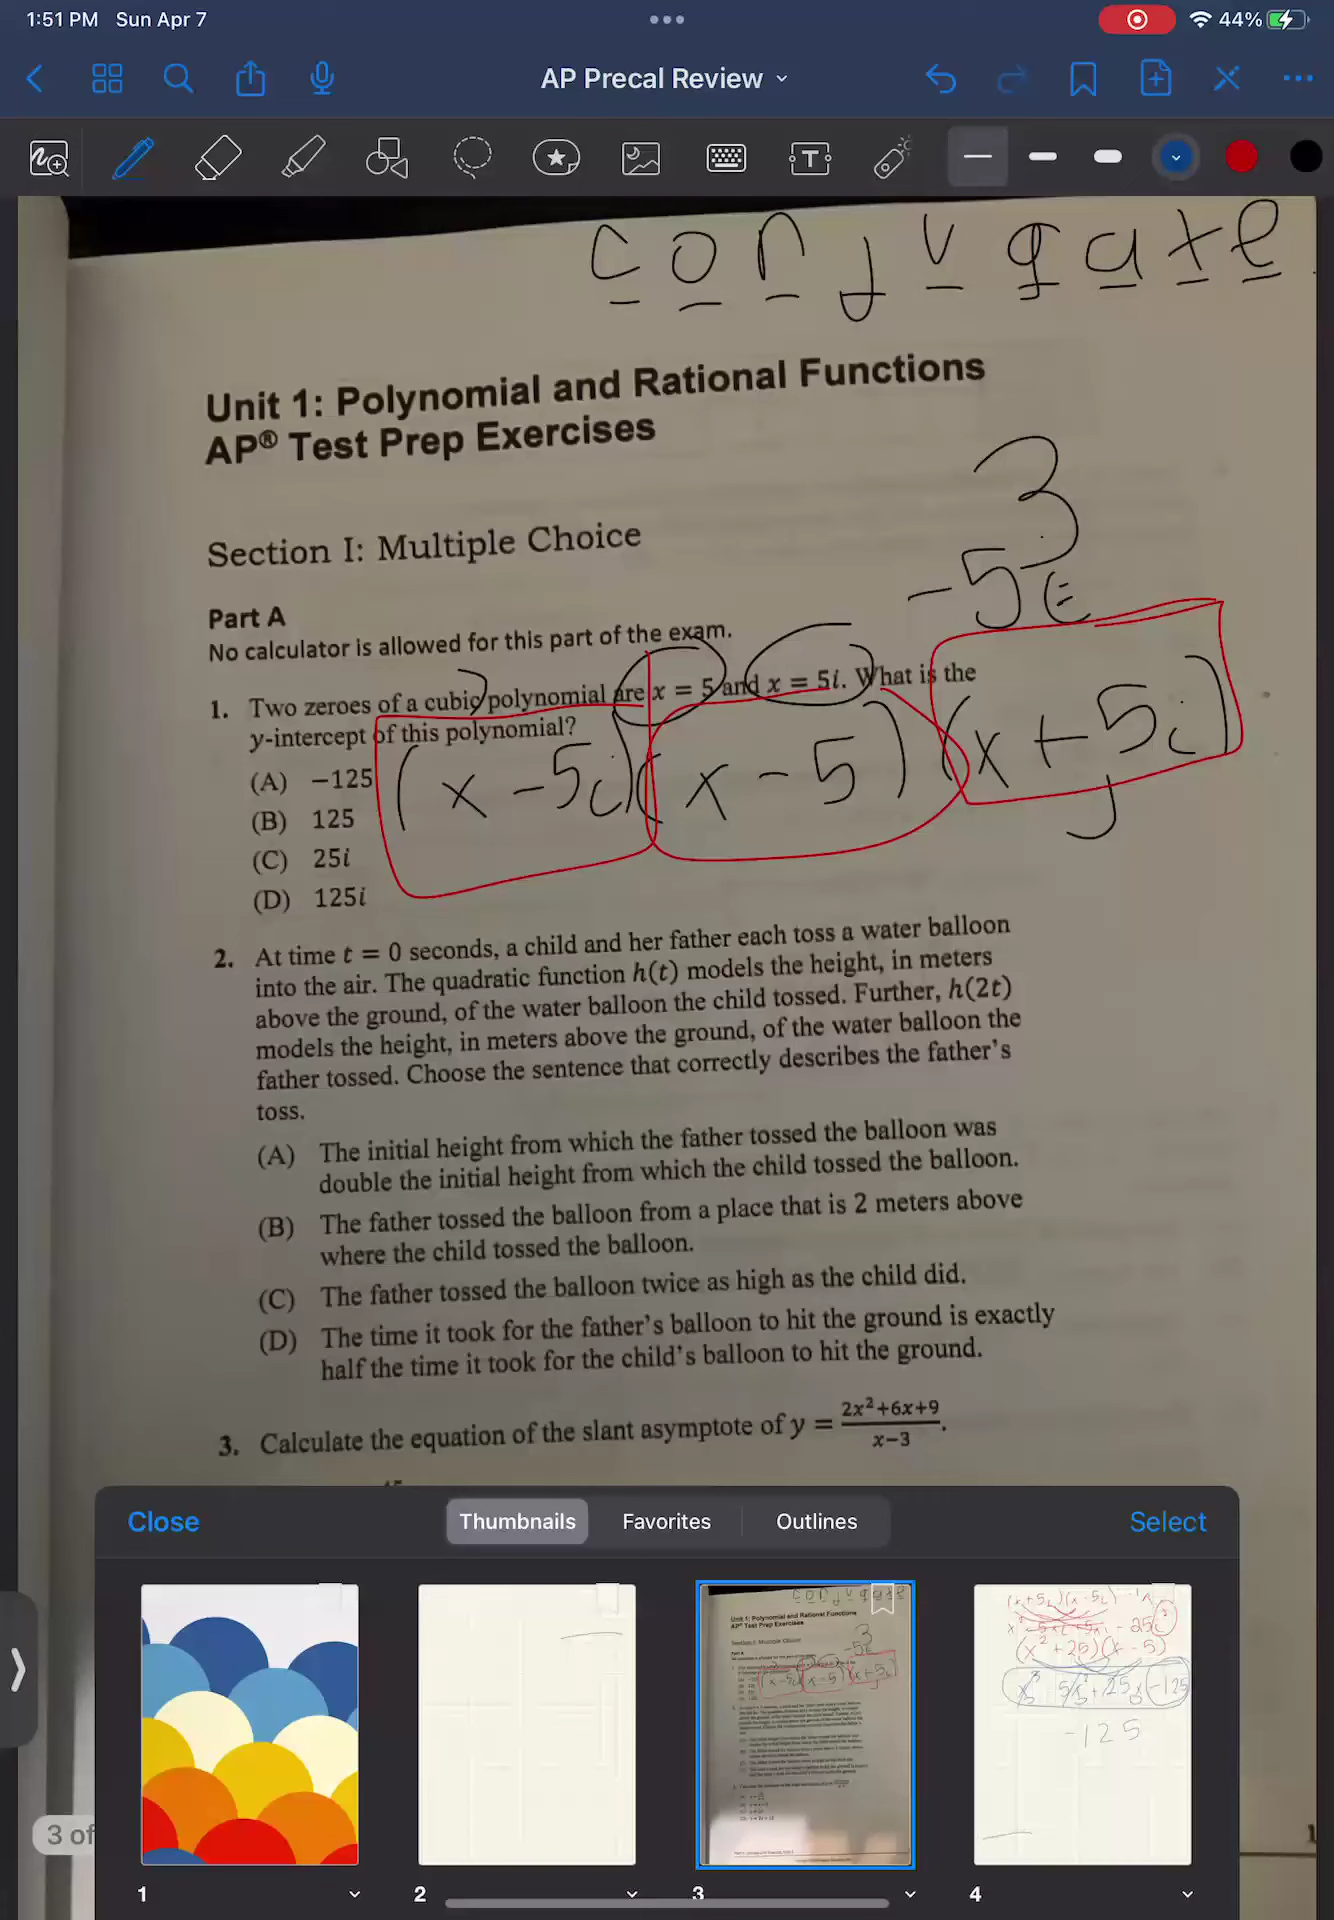 1:51 PM Sun Apr 7
44%
AP Precal Review
conjugate
Unit 1: Polynomial and Rational Functions
AP® Test Prep Exercises
3
-5i
Section I: Multiple Choice
Part A
No calculator is allowed for this part of the exam.
1. Two zeroes of a cubic polynomial are x = 5 and x = 5i. What is the
y-intercept of this polynomial?
(x - 5i)(x - 5)(x + 5i)
(A) −125
(B) 125
(C) 25i
(D) 125i
2. At time t = 0 seconds, a child and her father each toss a water balloon
into the air. The quadratic function h(t) models the height, in meters
above the ground, of the water balloon the child tossed. Further, h(2t)
models the height, in meters above the ground, of the water balloon the
father tossed. Choose the sentence that correctly describes the father's
toss.
(A) The initial height from which the father tossed the balloon was
double the initial height from which the child tossed the balloon.
(B) The father tossed the balloon from a place that is 2 meters above
where the child tossed the balloon.
(C) The father tossed the balloon twice as high as the child did.
(D) The time it took for the father's balloon to hit the ground is exactly
half the time it took for the child's balloon to hit the ground.
3. Calculate the equation of the slant asymptote of y = 2x²+6x+9 / x−3.
Close
Thumbnails
Favorites
Outlines
Select
(x² + 25)(x - 5)
-125
3 of
1
2
3
4